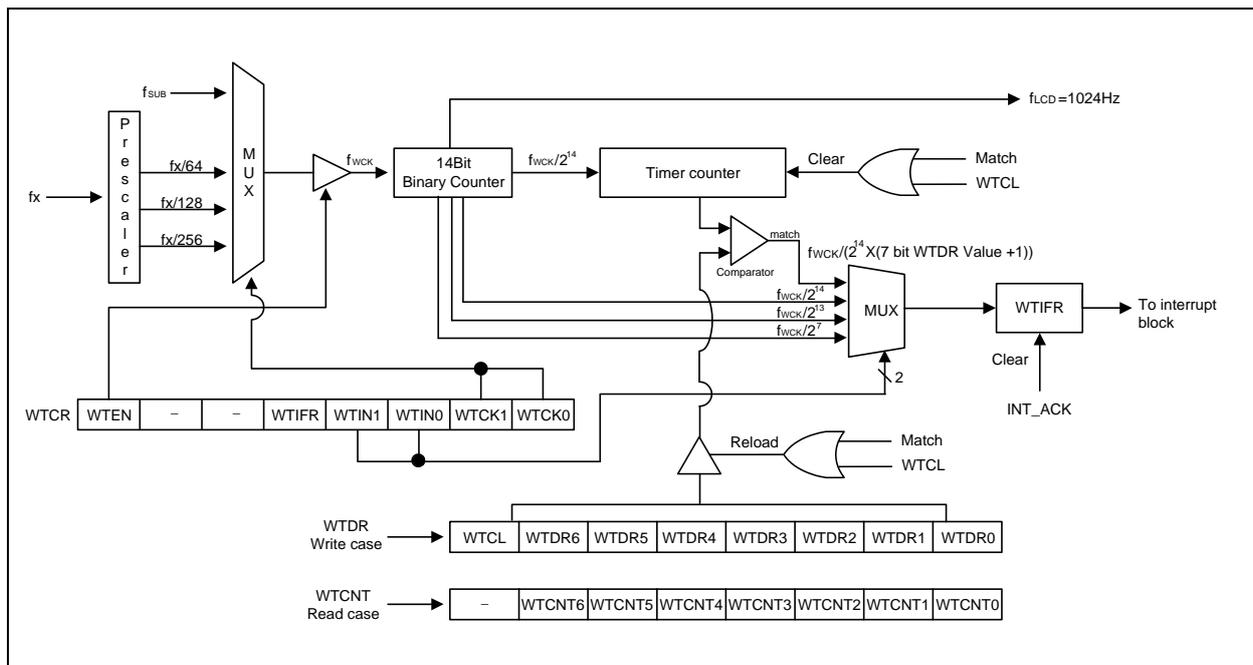 fSUB
fLCD=1024Hz
Prescaler
MUX
fx/64
fx/128
fx/256
fx
fWCK
14Bit
Binary Counter
fWCK/2^14
Timer counter
Clear
Match
WTCL
match
Comparator
fWCK/(2^14X(7 bit WTDR Value +1))
fWCK/2^14
fWCK/2^13
fWCK/2^7
MUX
2
WTIFR
To interrupt
block
Clear
INT_ACK
WTCR WTEN – – WTIFR WTIN1 WTIN0 WTCK1 WTCK0
Reload
Match
WTCL
WTDR
Write case
WTCL WTDR6 WTDR5 WTDR4 WTDR3 WTDR2 WTDR1 WTDR0
WTCNT
Read case
– WTCNT6 WTCNT5 WTCNT4 WTCNT3 WTCNT2 WTCNT1 WTCNT0